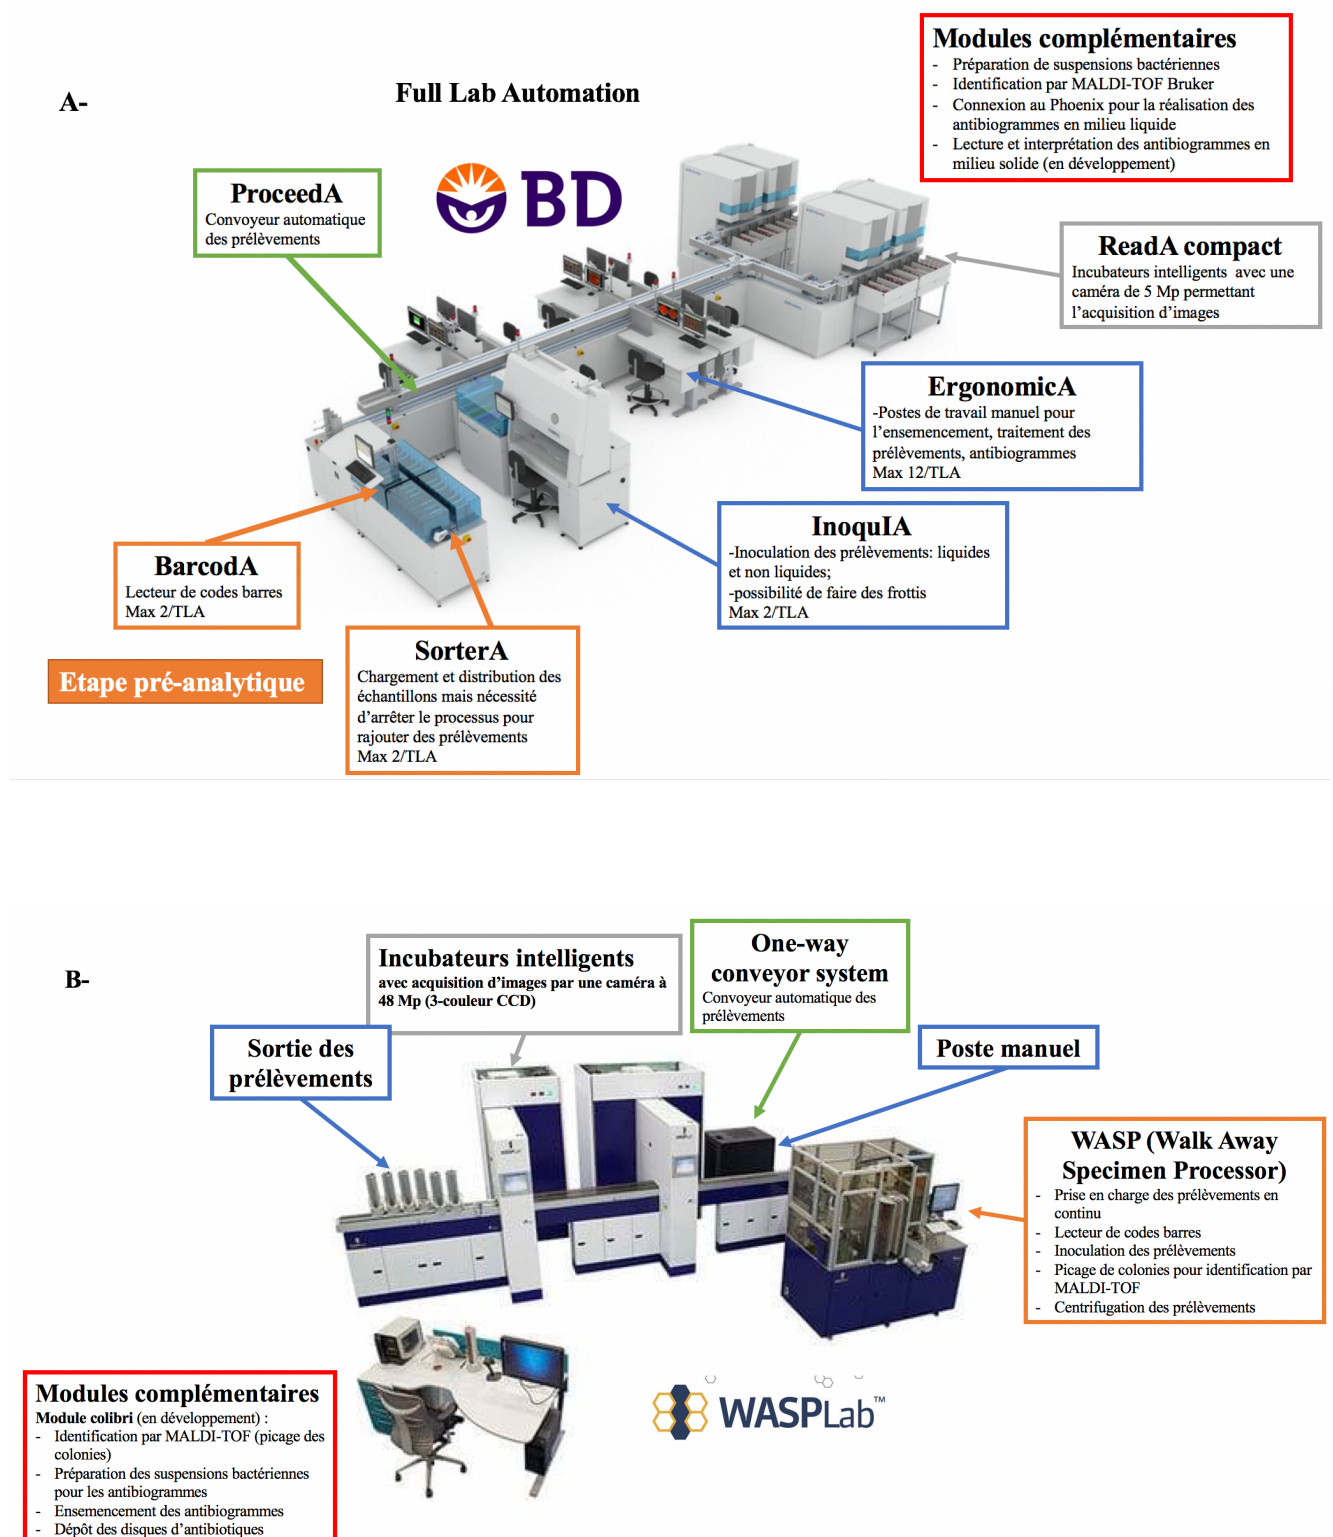 A-
Full Lab Automation
BD
Modules complémentaires
- Préparation de suspensions bactériennes
- Identification par MALDI-TOF Bruker
- Connexion au Phoenix pour la réalisation des
antibiogrammes en milieu liquide
- Lecture et interprétation des antibiogrammes en
milieu solide (en développement)
ProceedA
Convoyeur automatique
des prélèvements
ReadA compact
Incubateurs intelligents avec une
caméra de 5 Mp permettant
l'acquisition d'images
ErgonomicA
-Postes de travail manuel pour
l'ensemencement, traitement des
prélèvements, antibiogrammes
Max 12/TLA
InoquIA
-Inoculation des prélèvements: liquides
et non liquides;
-possibilité de faire des frottis
Max 2/TLA
BarcodA
Lecteur de codes barres
Max 2/TLA
SorterA
Chargement et distribution des
échantillons mais nécessité
d'arrêter le processus pour
rajouter des prélèvements
Max 2/TLA
Etape pré-analytique
B-
Incubateurs intelligents
avec acquisition d'images par une caméra à
48 Mp (3-couleur CCD)
One-way
conveyor system
Convoyeur automatique des
prélèvements
Sortie des
prélèvements
Poste manuel
WASP (Walk Away
Specimen Processor)
- Prise en charge des prélèvements en
continu
- Lecteur de codes barres
- Inoculation des prélèvements
- Picage de colonies pour identification par
MALDI-TOF
- Centrifugation des prélèvements
WASPLab™
Modules complémentaires
Module colibri (en développement) :
- Identification par MALDI-TOF (picage des
colonies)
- Préparation des suspensions bactériennes
pour les antibiogrammes
- Ensemencement des antibiogrammes
- Dépôt des disques d'antibiotiques